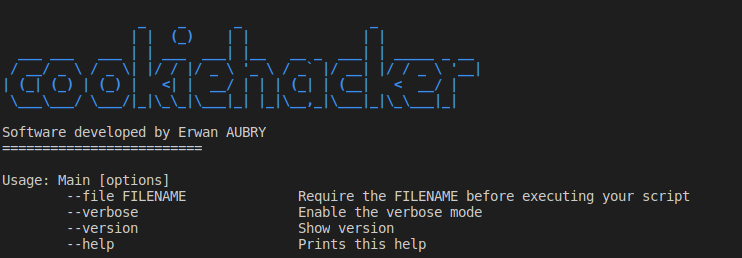 cookiehacker
Software developed by Erwan AUBRY
=========================
Usage: Main [options]
--file FILENAME Require the FILENAME before executing your script
--verbose Enable the verbose mode
--version Show version
--help Prints this help